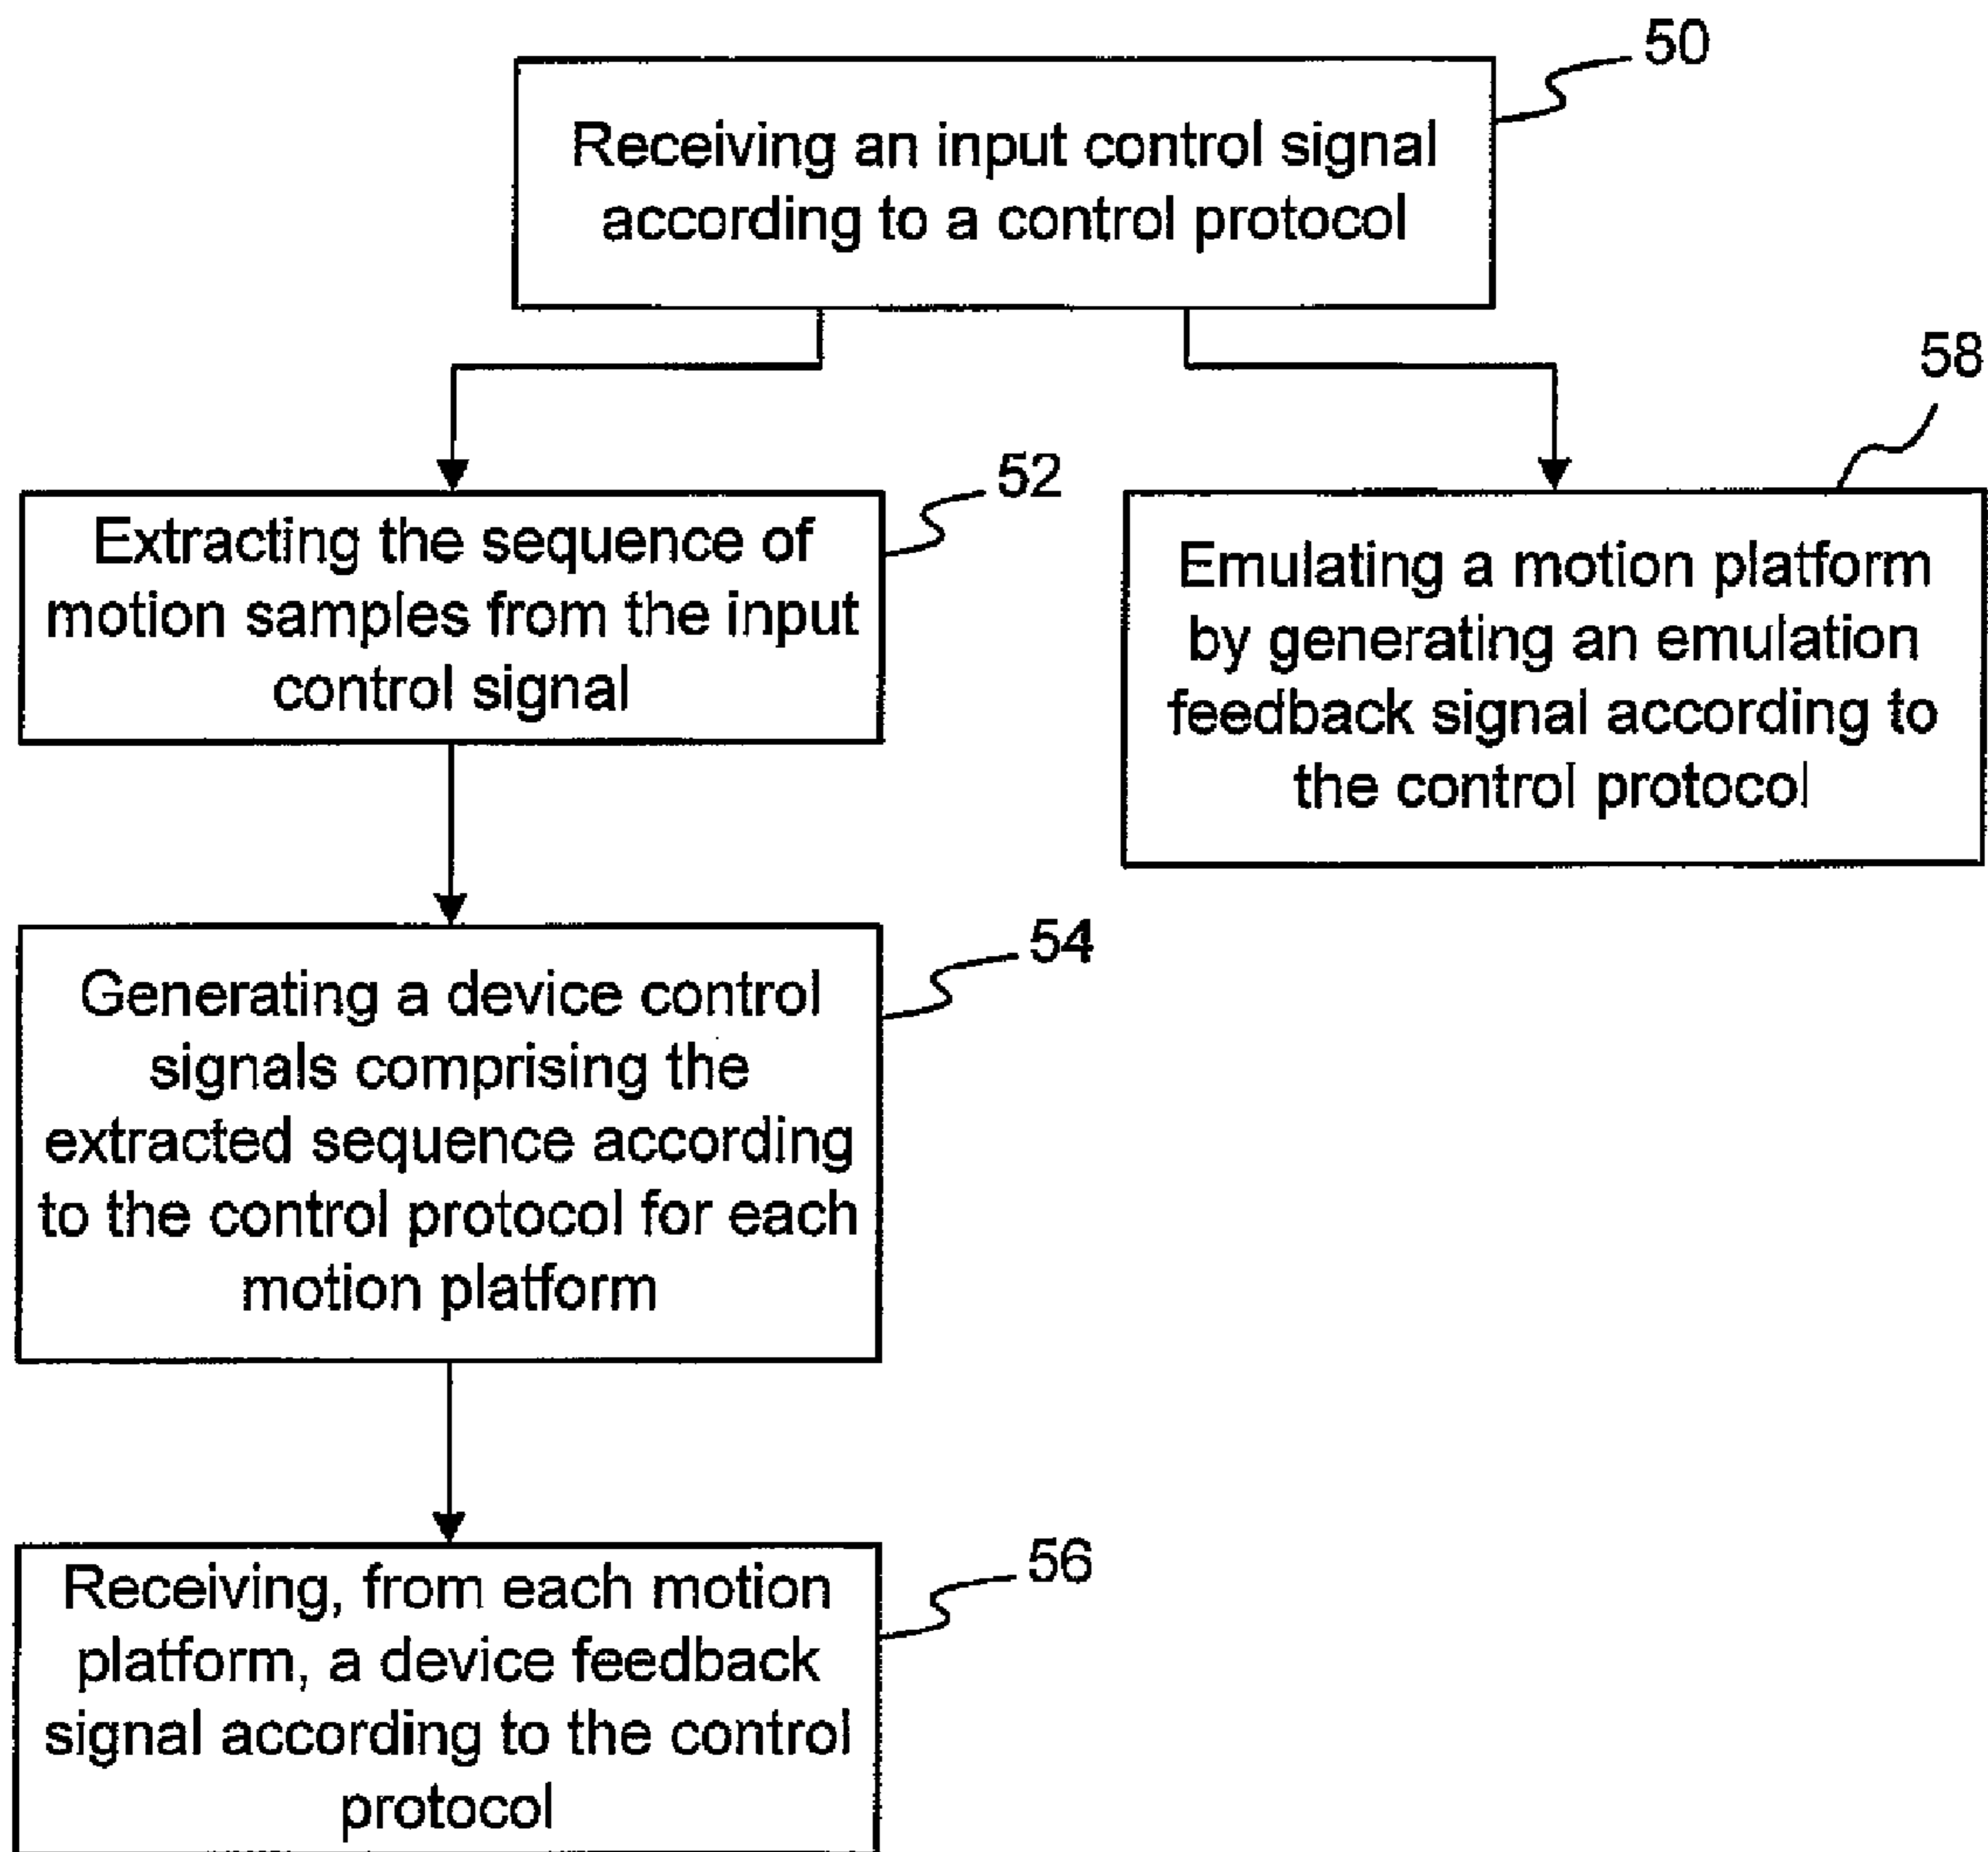 50
Receiving an input control signal
according to a control protocol
58
52
Extracting the sequence of
motion samples from the input
control signal
Emulating a motion platform
by generating an emulation
feedback signal according to
the control protocol
54
Generating a device control
signals comprising the
extracted sequence according
to the control protocol for each
motion platform
56
Receiving, from each motion
platform, a device feedback
signal according to the control
protocol